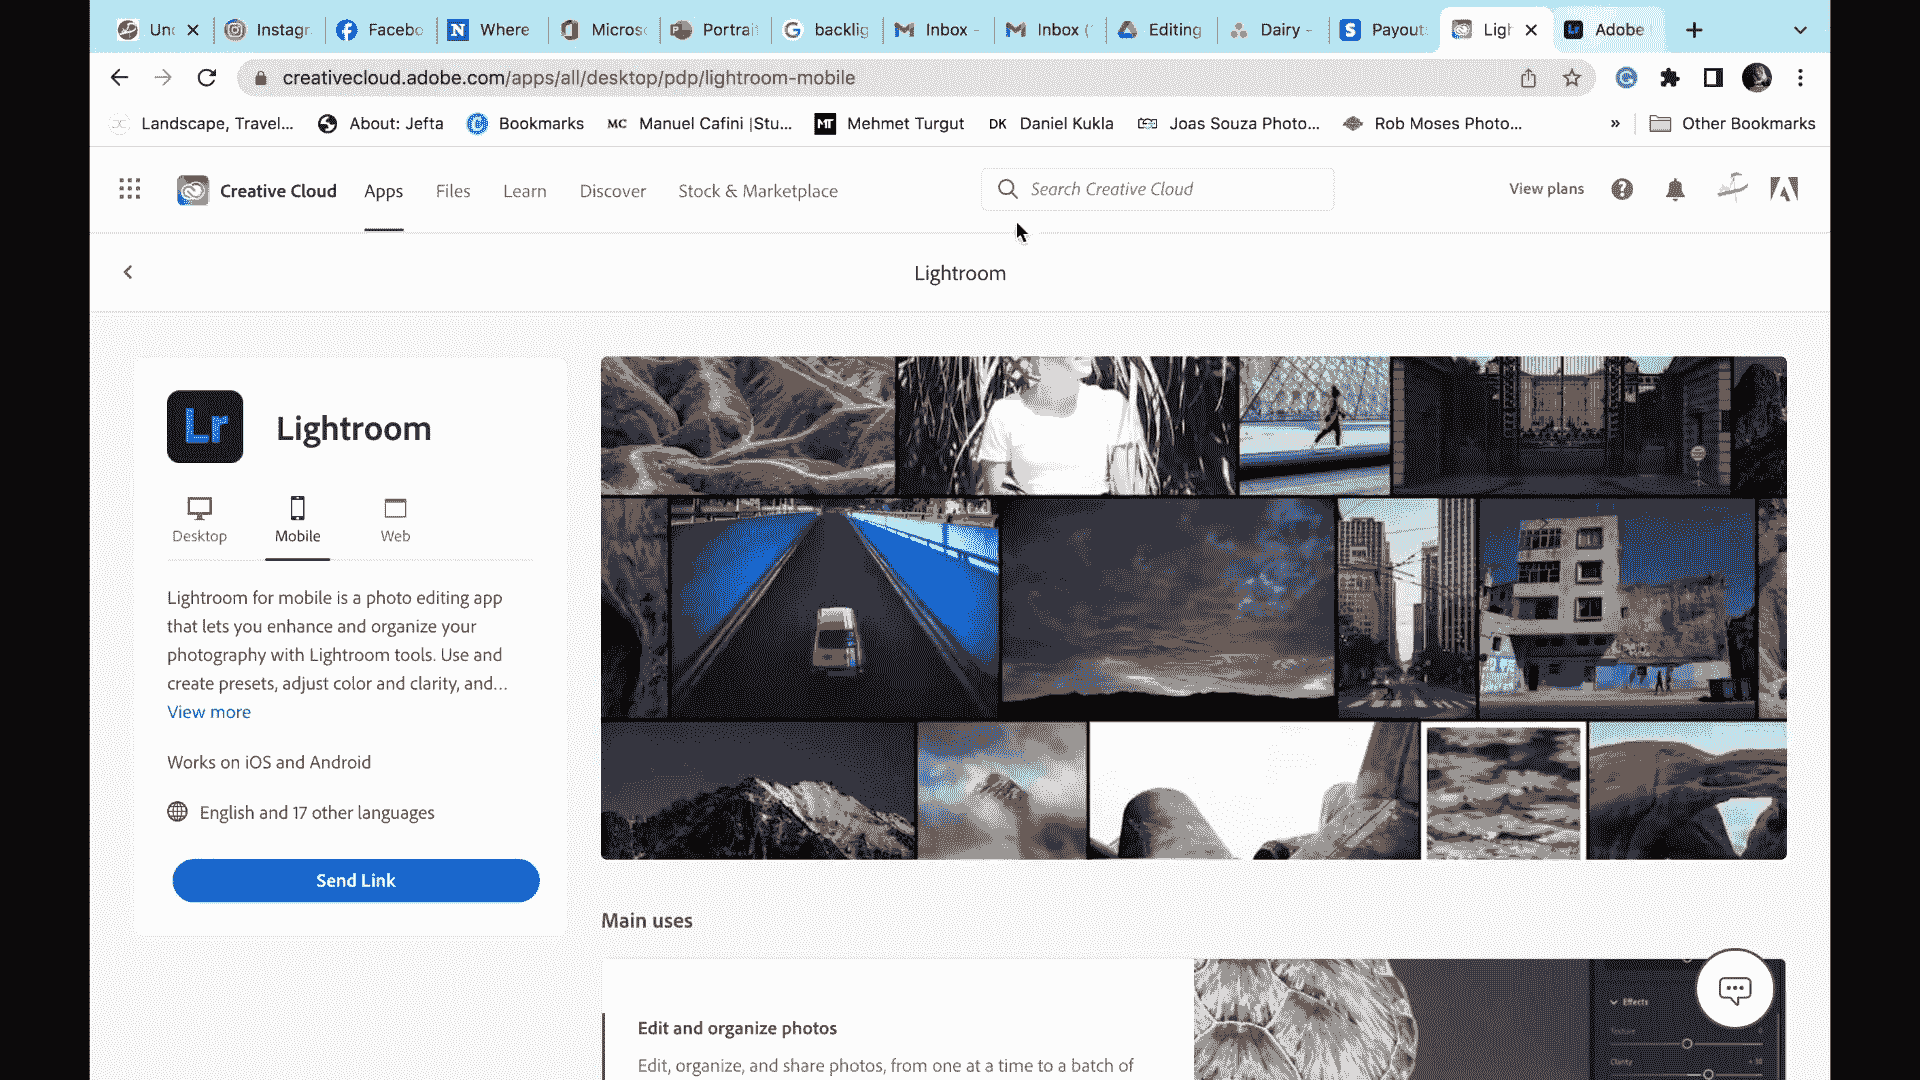 Instagr
Facebo
Where
Micros
Portrai
backlig
Inbox -
Inbox (
Editing
Dairy -
Payout
Ligh
Adobe
creativecloud.adobe.com/apps/all/desktop/pdp/lightroom-mobile
Landscape, Travel...
About: Jefta
Bookmarks
MC Manuel Cafini |Stu...
MT Mehmet Turgut
DK Daniel Kukla
Joas Souza Photo...
Rob Moses Photo...
»
Other Bookmarks
Creative Cloud
Apps
Files
Learn
Discover
Stock & Marketplace
Search Creative Cloud
View plans
Lightroom
Lr
Lightroom
Desktop
Mobile
Web
Lightroom for mobile is a photo editing app
that lets you enhance and organize your
photography with Lightroom tools. Use and
create presets, adjust color and clarity, and...
View more
Works on iOS and Android
English and 17 other languages
Send Link
Main uses
Edit and organize photos
Edit, organize, and share photos, from one at a time to a batch of
Effects
Texture
Clarity